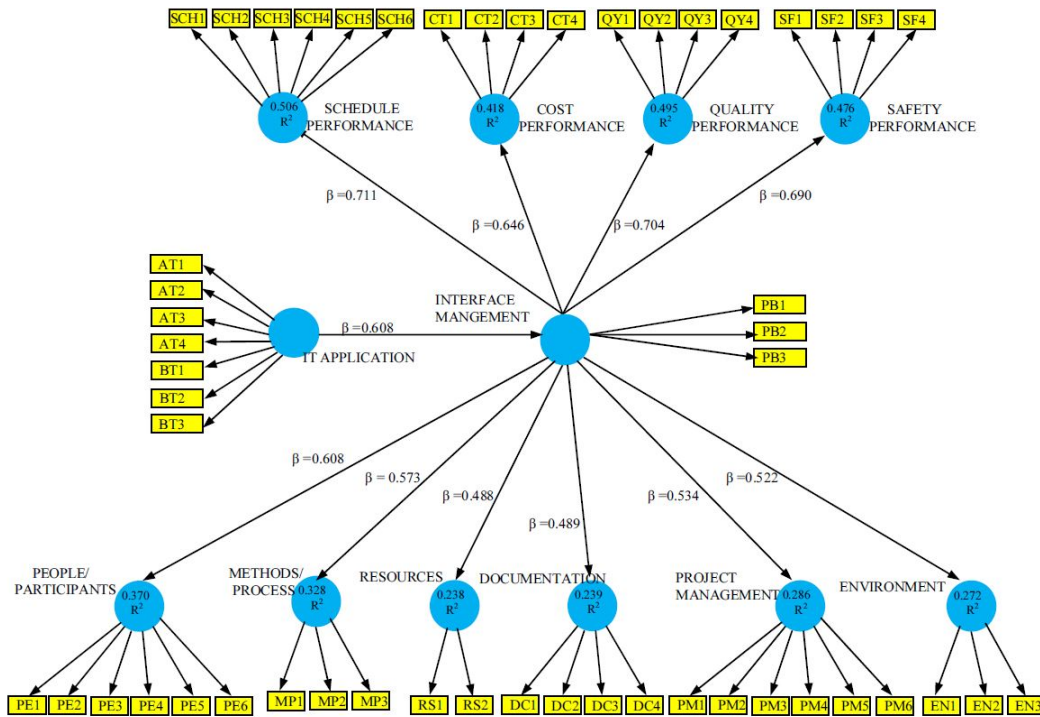 SCH1 SCH2 SCH3 SCH4 SCH5 SCH6
CT1 CT2 CT3 CT4
QY1 QY2 QY3 QY4
SF1 SF2 SF3 SF4
0.506
R²
SCHEDULE
PERFORMANCE
0.418
R²
COST
PERFORMANCE
0.495
R²
QUALITY
PERFORMANCE
0.476
R²
SAFETY
PERFORMANCE
β=0.711
β =0.646
β =0.704
β =0.690
AT1
AT2
AT3
AT4
BT1
BT2
BT3
IT APPLICATION
β =0.608
INTERFACE
MANGEMENT
PB1
PB2
PB3
β =0.608
β = 0.573
β =0.488
β =0.489
β =0.534
β =0.522
PEOPLE/
PARTICIPANTS
0.370
R²
METHODS/
PROCESS
0.328
R²
RESOURCES
0.238
R²
DOCUMENTATION
0.239
R²
PROJECT
MANAGEMENT
0.286
R²
ENVIRONMENT
0.272
R²
PE1 PE2 PE3 PE4 PE5 PE6
MP1 MP2 MP3
RS1 RS2
DC1 DC2 DC3 DC4
PM1 PM2 PM3 PM4 PM5 PM6
EN1 EN2 EN3